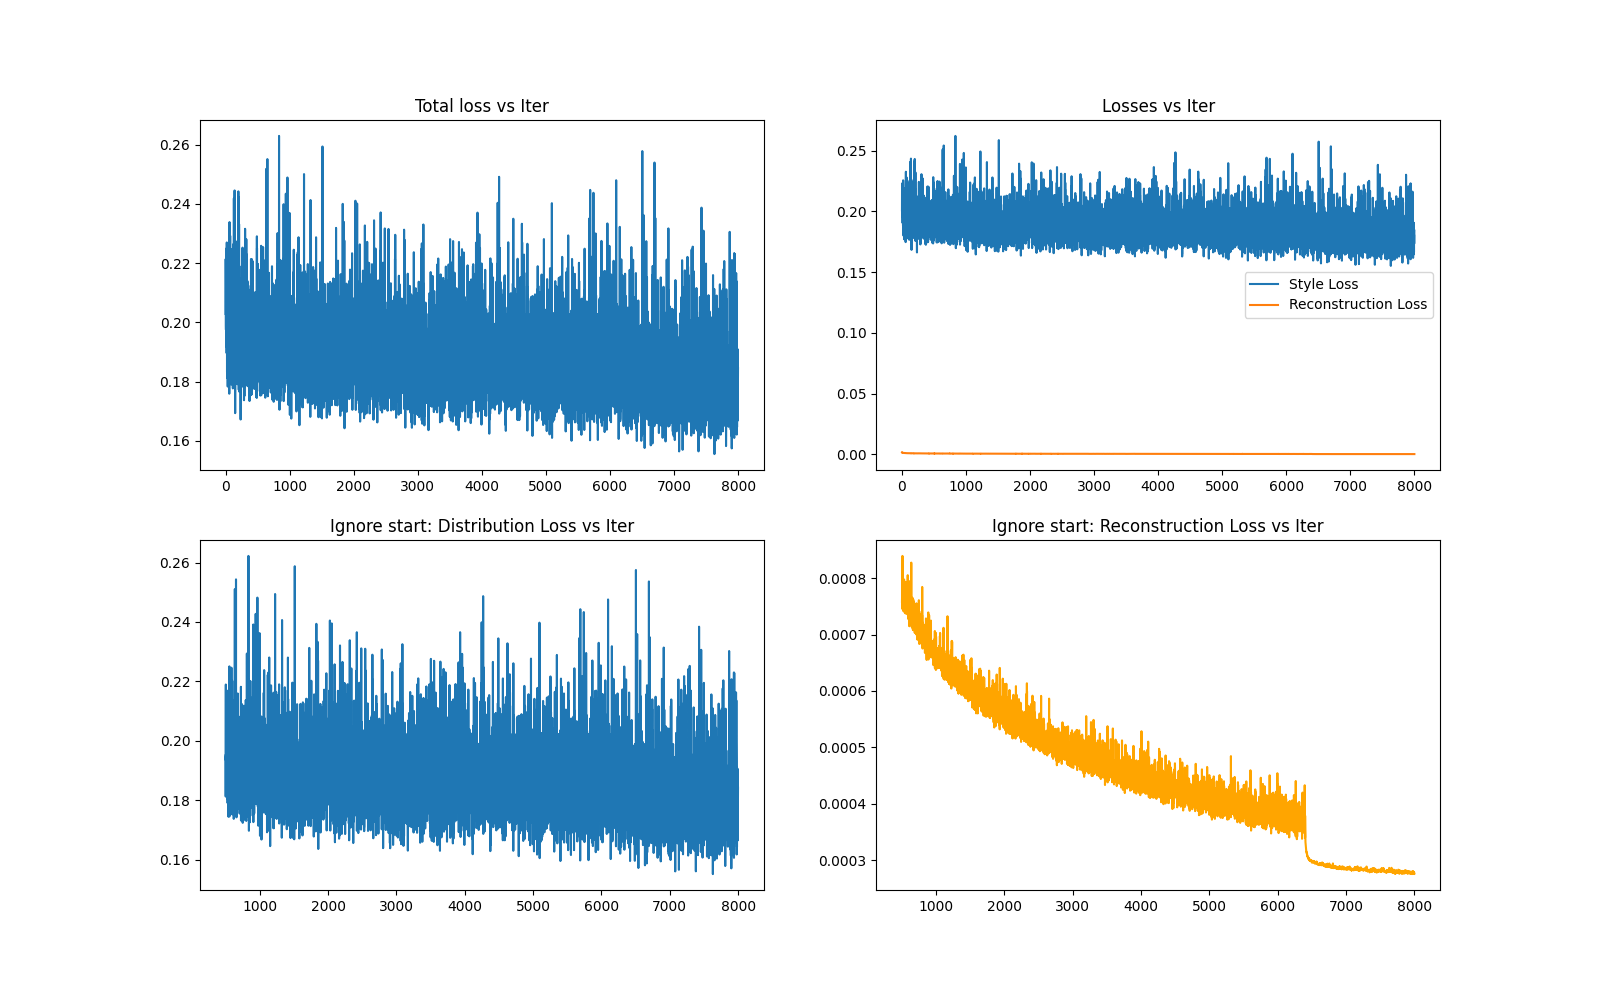 Total loss vs Iter
0.26
0.24
0.22
0.20
0.18
0.16
0 1000 2000 3000 4000 5000 6000 7000 8000
Losses vs Iter
0.25
0.20
0.15
0.10
0.05
0.00
Style Loss
Reconstruction Loss
0 1000 2000 3000 4000 5000 6000 7000 8000
Ignore start: Distribution Loss vs Iter
0.26
0.24
0.22
0.20
0.18
0.16
1000 2000 3000 4000 5000 6000 7000 8000
Ignore start: Reconstruction Loss vs Iter
0.0008
0.0007
0.0006
0.0005
0.0004
0.0003
1000 2000 3000 4000 5000 6000 7000 8000